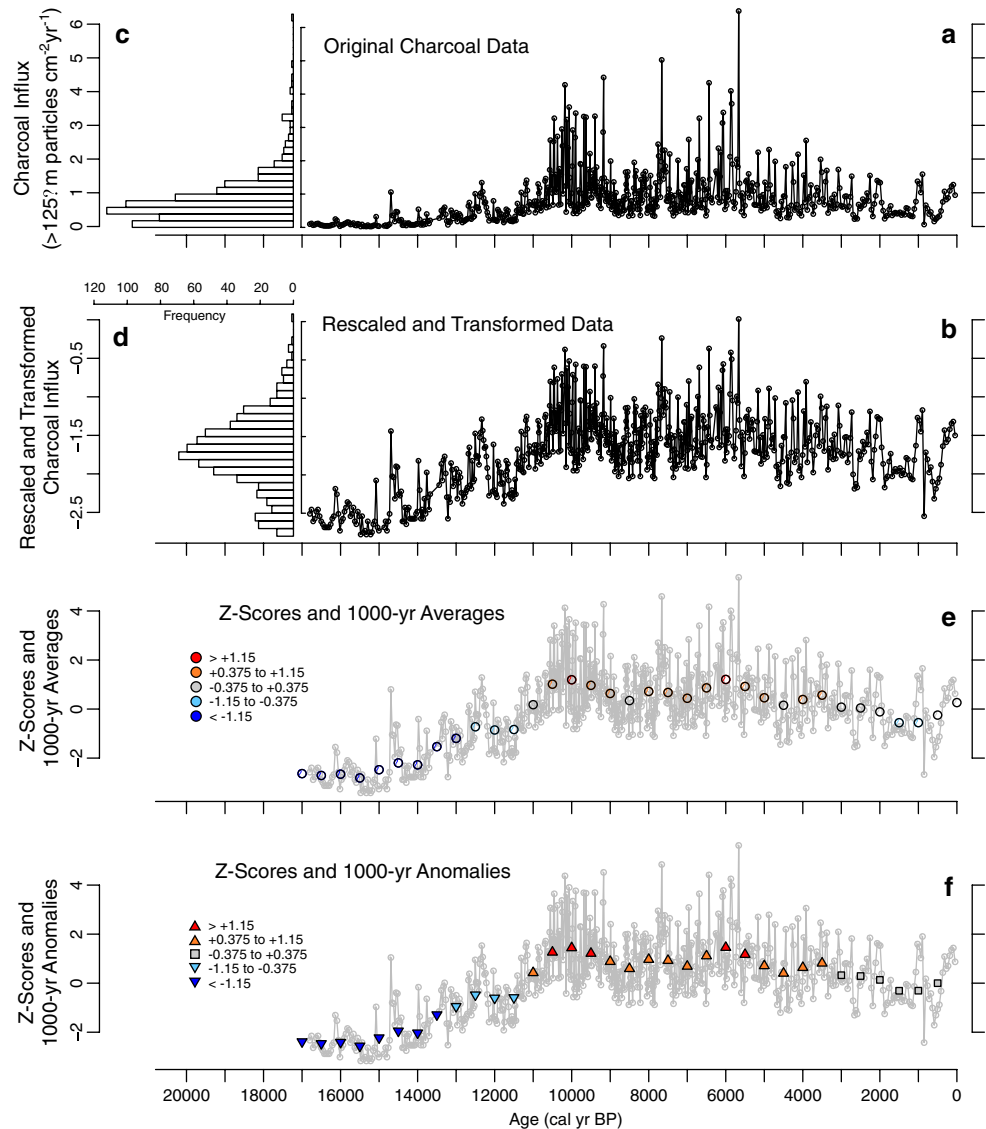 c
Original Charcoal Data
a
Charcoal Influx
(>125?m particles cm⁻²yr⁻¹)
6
5
4
3
2
1
0
20000 16000 12000 8000 4000 0
120 100 80 60 40 20 0
Frequency
d
Rescaled and Transformed Data
b
Rescaled and Transformed
Charcoal Influx
−0.5
−1.5
−2.5
Z-Scores and 1000-yr Averages
e
Z-Scores and
1000-yr Averages
4
2
0
−2
> +1.15
+0.375 to +1.15
-0.375 to +0.375
-1.15 to -0.375
< -1.15
Z-Scores and 1000-yr Anomalies
f
Z-Scores and
1000-yr Anomalies
4
2
0
−2
> +1.15
+0.375 to +1.15
-0.375 to +0.375
-1.15 to -0.375
< -1.15
20000 18000 16000 14000 12000 10000 8000 6000 4000 2000 0
Age (cal yr BP)